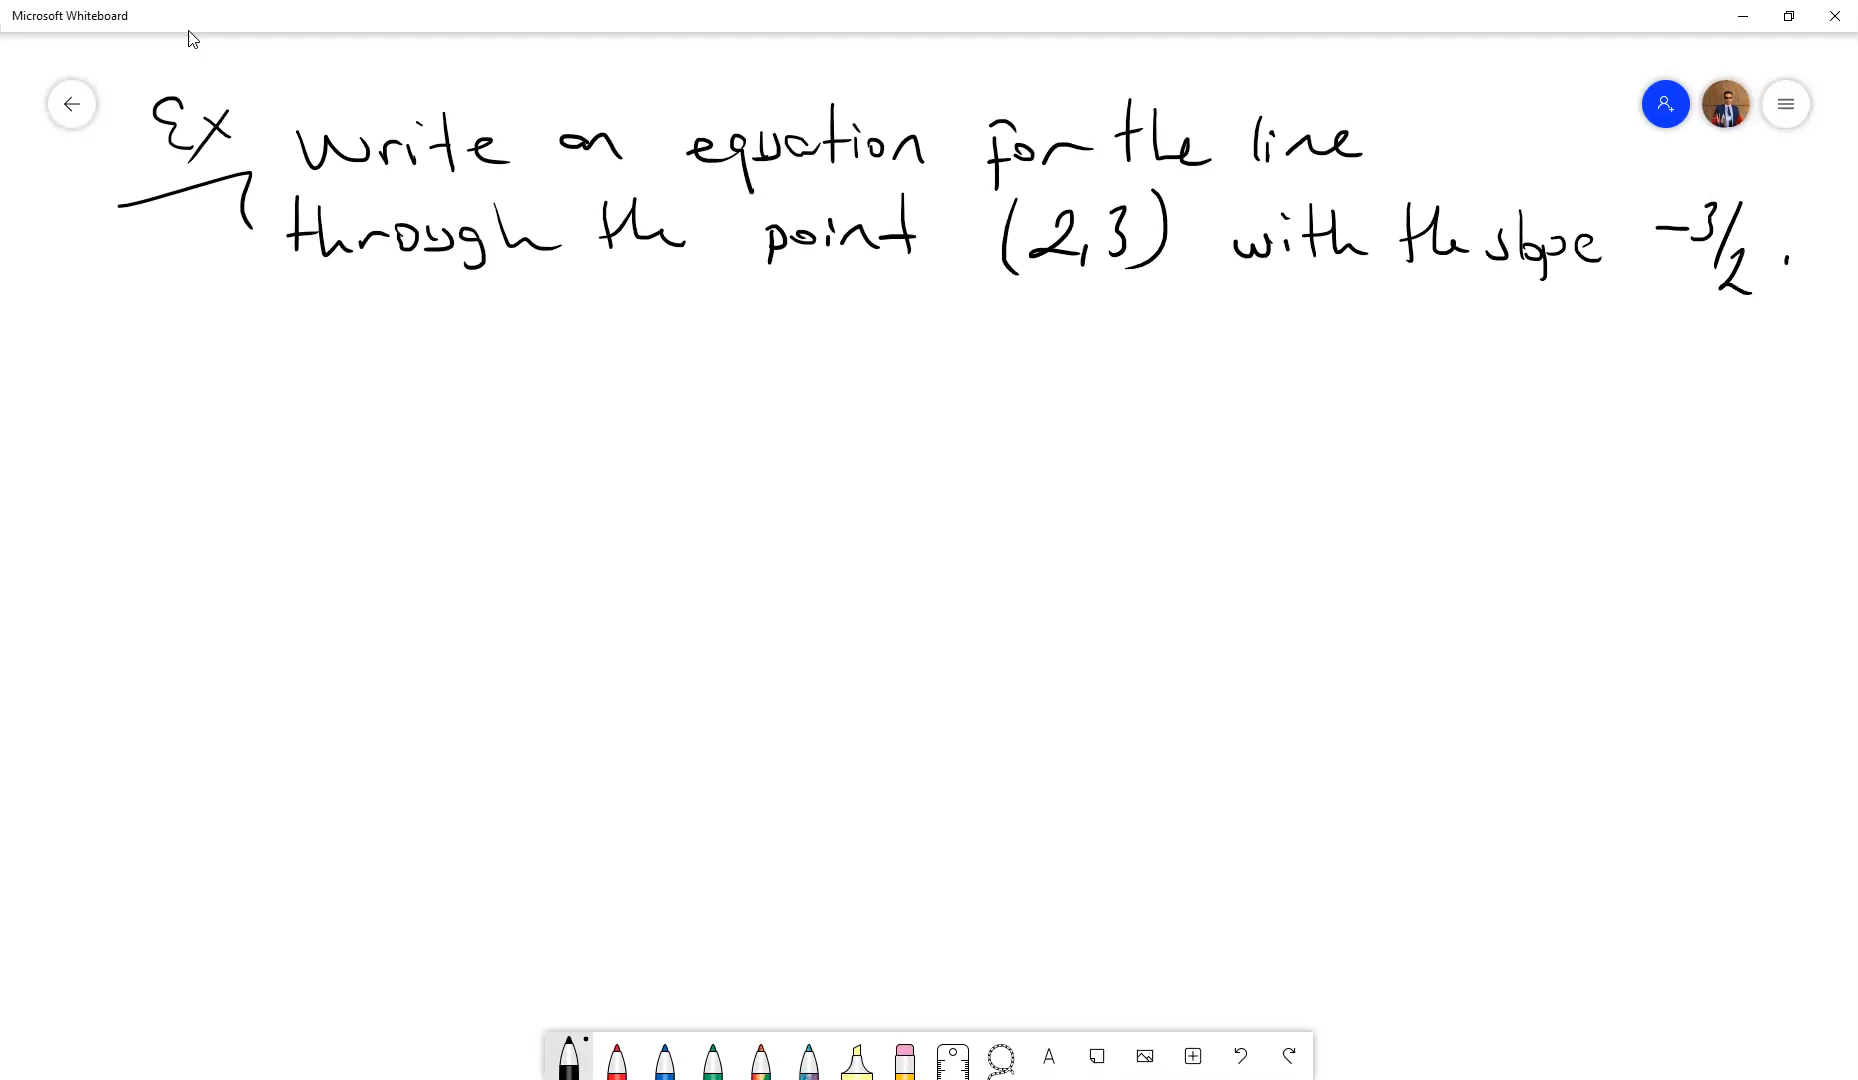 Microsoft Whiteboard
Ex Write an equation for the line
through the point (2,3) with the slope -3/2.